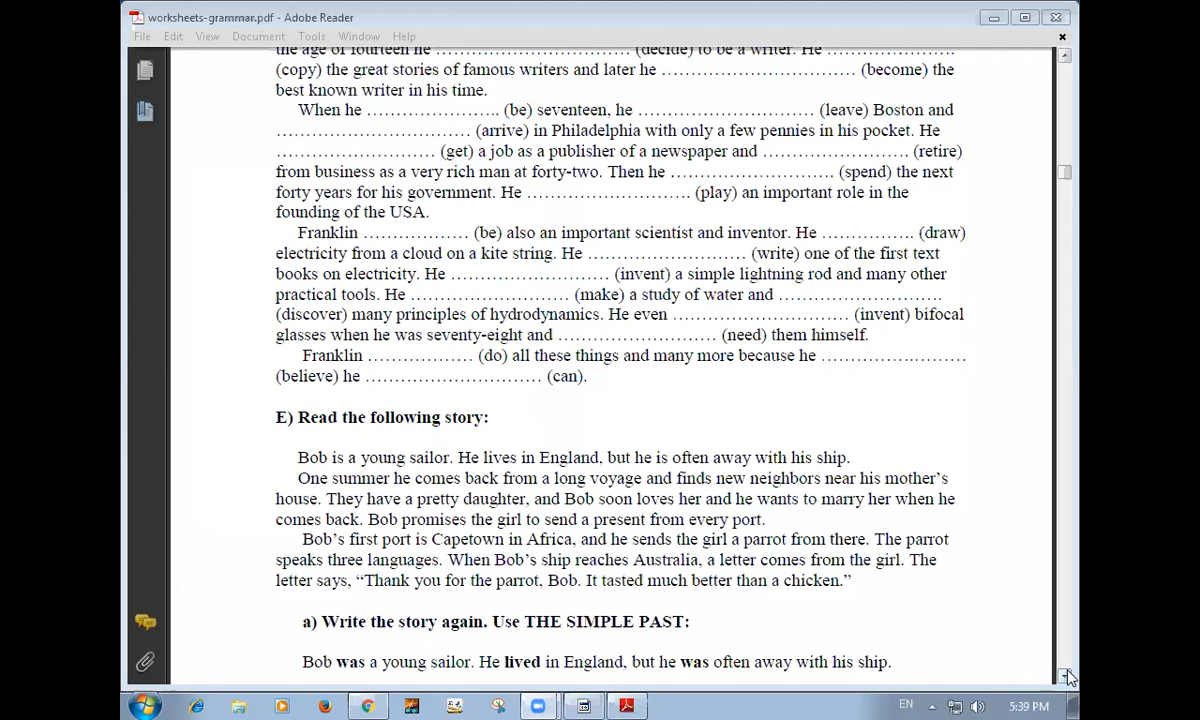 worksheets-grammar.pdf - Adobe Reader
File Edit View Document Tools Window Help
the age of fourteen he ……………………………… (decide) to be a writer. He …………………….
(copy) the great stories of famous writers and later he …………………………… (become) the
best known writer in his time.
When he ………………….. (be) seventeen, he …………………………. (leave) Boston and
…………………………… (arrive) in Philadelphia with only a few pennies in his pocket. He
………………………. (get) a job as a publisher of a newspaper and ……………………. (retire)
from business as a very rich man at forty-two. Then he ………………………. (spend) the next
forty years for his government. He ………………………. (play) an important role in the
founding of the USA.
Franklin ……………… (be) also an important scientist and inventor. He ……………. (draw)
electricity from a cloud on a kite string. He ………………………. (write) one of the first text
books on electricity. He ………………………. (invent) a simple lightning rod and many other
practical tools. He ………………………. (make) a study of water and ……………………….
(discover) many principles of hydrodynamics. He even …………………………. (invent) bifocal
glasses when he was seventy-eight and ………………………. (need) them himself.
Franklin ……………… (do) all these things and many more because he ……………..………
(believe) he …………………………. (can).
E) Read the following story:
Bob is a young sailor. He lives in England, but he is often away with his ship.
One summer he comes back from a long voyage and finds new neighbors near his mother’s
house. They have a pretty daughter, and Bob soon loves her and he wants to marry her when he
comes back. Bob promises the girl to send a present from every port.
Bob’s first port is Capetown in Africa, and he sends the girl a parrot from there. The parrot
speaks three languages. When Bob’s ship reaches Australia, a letter comes from the girl. The
letter says, “Thank you for the parrot, Bob. It tasted much better than a chicken.”
a) Write the story again. Use THE SIMPLE PAST:
Bob was a young sailor. He lived in England, but he was often away with his ship.
EN 5:39 PM